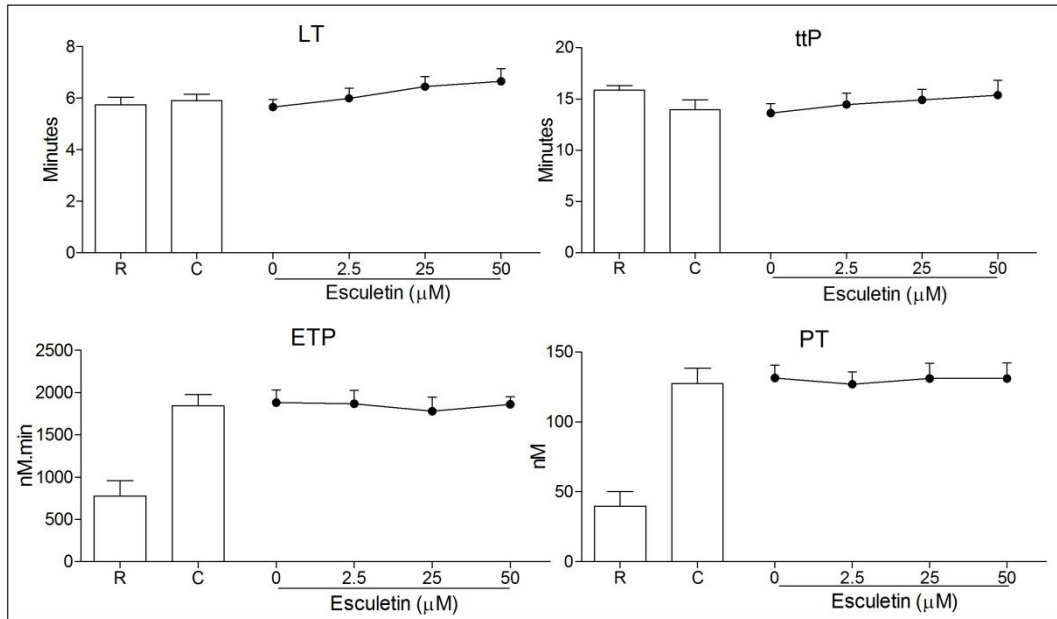 LT
8
6
4
2
0
Minutes
R C 0 2.5 25 50
Esculetin (μM)
ttP
20
15
10
5
0
Minutes
R C 0 2.5 25 50
Esculetin (μM)
ETP
2500
2000
1500
1000
500
0
nM.min
R C 0 2.5 25 50
Esculetin (μM)
PT
150
100
50
0
nM
R C 0 2.5 25 50
Esculetin (μM)